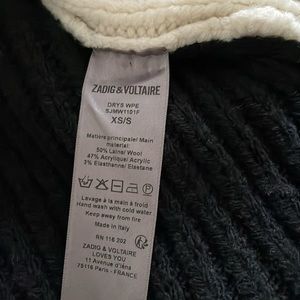 ZADIG & VOLTAIRE
DRYS WPE
SJMW1101F
XS/S
Matière principale/ Main
material:
50% Laine/ Wool
47% Acrylique/ Acrylic
3% Elasthanne/ Elastane
Lavage à la main à froid
Hand wash with cold water
Keep away from fire
Made in Italy
RN 116 202
ZADIG & VOLTAIRE
LOVES YOU
11 Avenue d'Iéna
75116 Paris - FRANCE